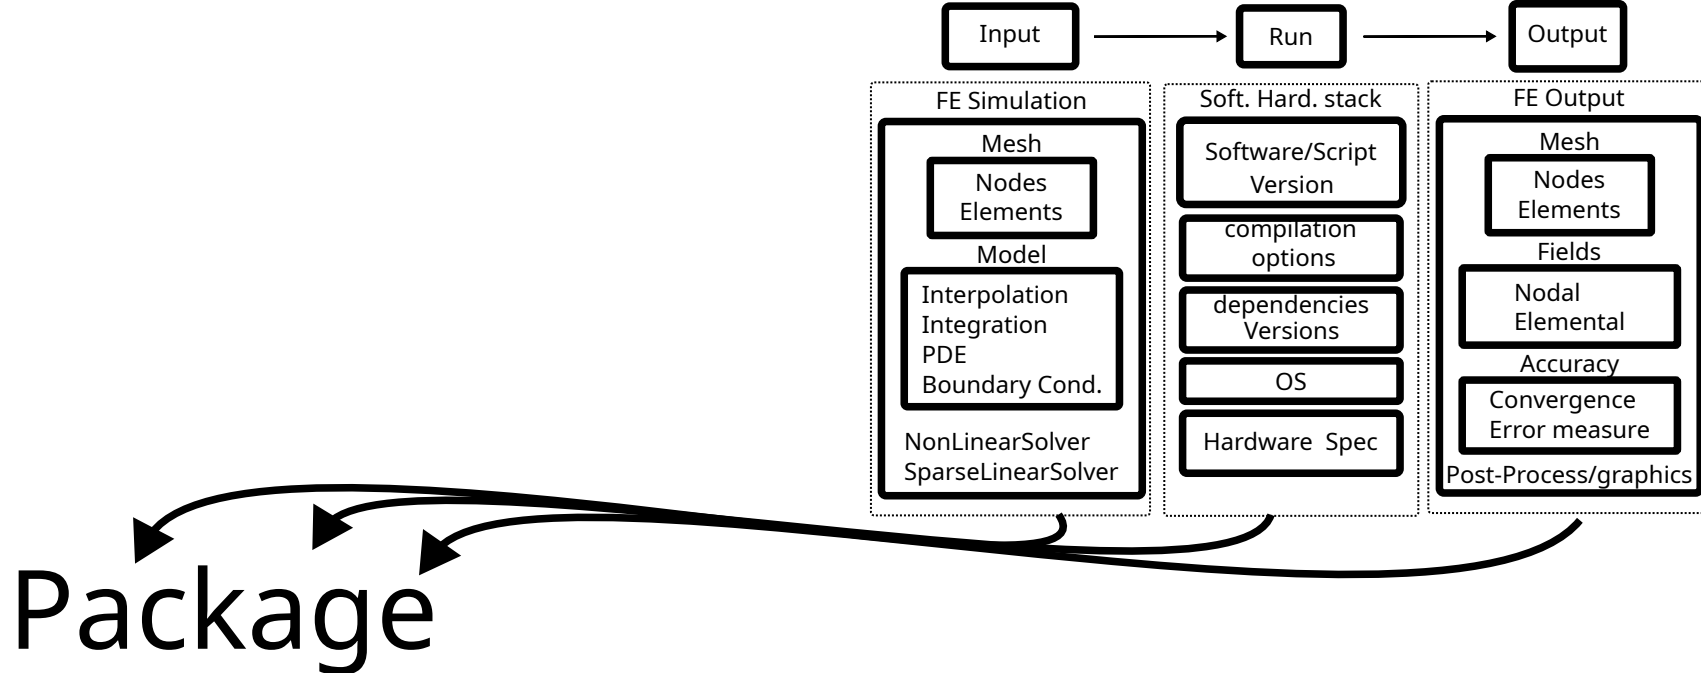 Input
Run
Output
FE Simulation
Mesh
Nodes
Elements
Model
Interpolation
Integration
PDE
Boundary Cond.
NonLinearSolver
SparseLinearSolver
Soft. Hard. stack
Software/Script
Version
compilation
options
dependencies
Versions
OS
Hardware Spec
FE Output
Mesh
Nodes
Elements
Fields
Nodal
Elemental
Accuracy
Convergence
Error measure
Post-Process/graphics
Package